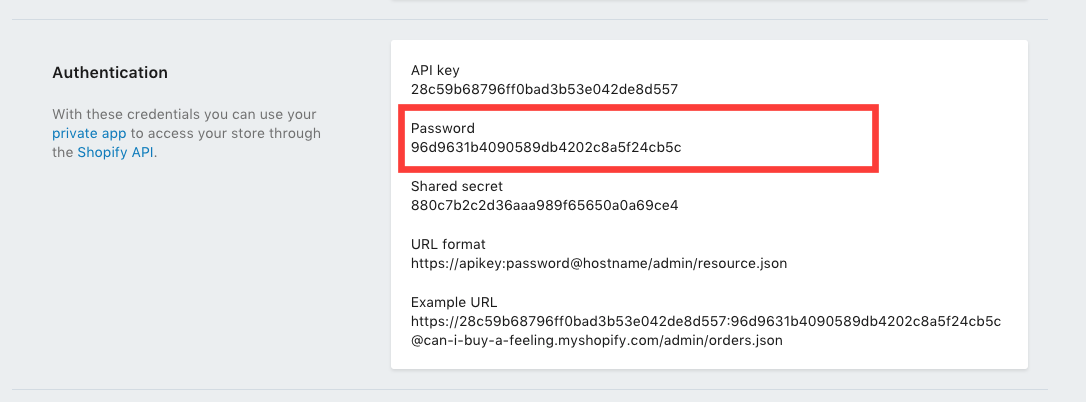 Authentication
With these credentials you can use your
private app to access your store through
the Shopify API.
API key
28c59b68796ff0bad3b53e042de8d557
Password
96d9631b4090589db4202c8a5f24cb5c
Shared secret
880c7b2c2d36aaa989f65650a0a69ce4
URL format
https://apikey:password@hostname/admin/resource.json
Example URL
https://28c59b68796ff0bad3b53e042de8d557:96d9631b4090589db4202c8a5f24cb5c
@can-i-buy-a-feeling.myshopify.com/admin/orders.json